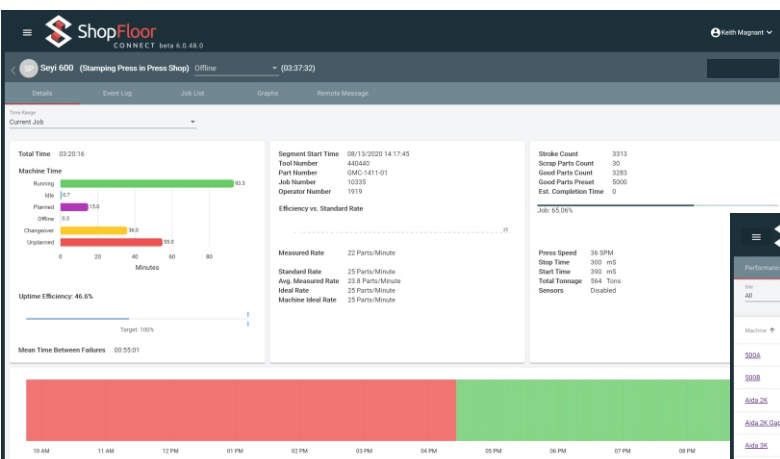 ShopFloor
CONNECT beta 6.0.48.0
Keith Magnant
SP Seyi 600 (Stamping Press in Press Shop) Offline (03:37:32)
Details Event Log Job List Graphs Remote Message
Time Range
Current Job
Total Time 03:20:16
Machine Time
Running 93.3
Idle 0.7
Planned 15.0
Offline 0.0
Changeover 36.0
Unplanned 55.0
0 20 40 60 80
Minutes
Uptime Efficiency: 46.6%
Target: 100%
Mean Time Between Failures 00:55:01
Segment Start Time 08/13/2020 14:17:45
Tool Number 440440
Part Number GMC-1411-01
Job Number 10335
Operator Number 1919
Efficiency vs. Standard Rate
25
Measured Rate 22 Parts/Minute
Standard Rate 25 Parts/Minute
Avg. Measured Rate 23.8 Parts/Minute
Ideal Rate 25 Parts/Minute
Machine Ideal Rate 25 Parts/Minute
Stroke Count 3313
Scrap Parts Count 30
Good Parts Count 3283
Good Parts Preset 5000
Est. Completion Time 0
Job: 65.06%
Press Speed 36 SPM
Stop Time 300 mS
Start Time 390 mS
Total Tonnage 564 Tons
Sensors Disabled
Performanc
Site
All
Machine
500A
500B
Aida 2K
Aida 2K Gap
Aida 3K
10 AM 11 AM 12 PM 01 PM 02 PM 03 PM 04 PM 05 PM 06 PM 07 PM 08 PM